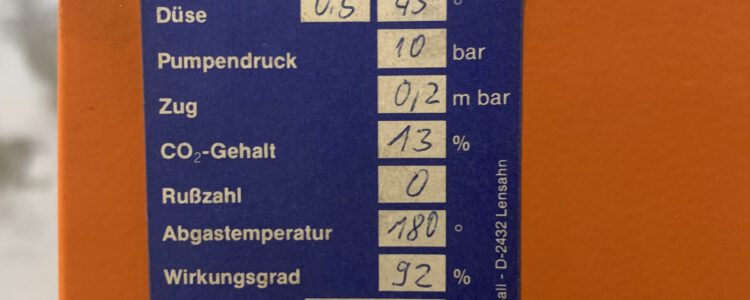 Düse 0,5 45 °
Pumpendruck 10 bar
Zug 0,2 m bar
CO₂-Gehalt 13 %
Rußzahl 0
Abgastemperatur 180 °
Wirkungsgrad 92 %
all - D-2432 Lensahn